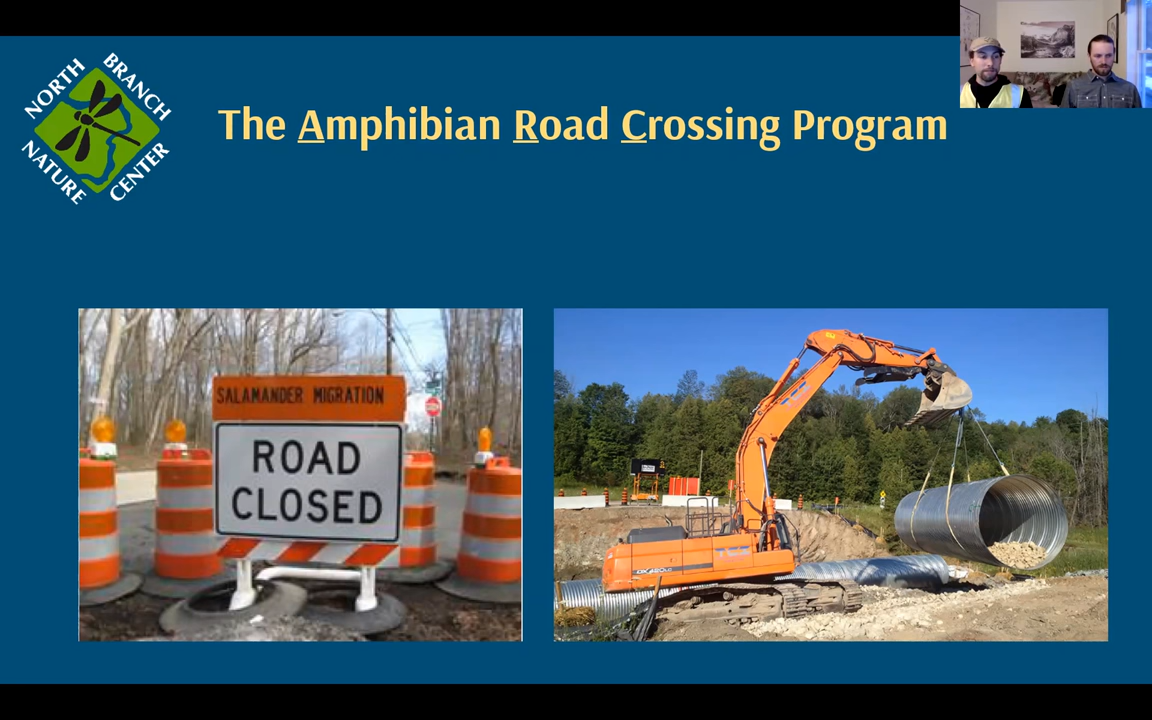 NORTH
BRANCH
NATURE
CENTER
The Amphibian Road Crossing Program
SALAMANDER MIGRATION
ROAD
CLOSED